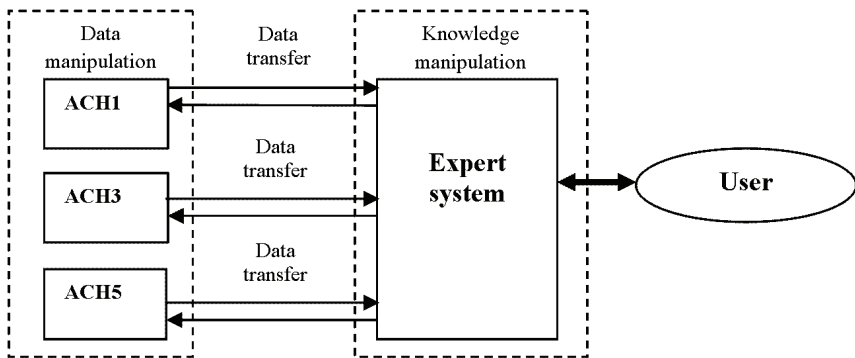 Data
manipulation
Data
transfer
Knowledge
manipulation
ACH1
Data
transfer
ACH3
Expert
system
User
Data
transfer
ACH5